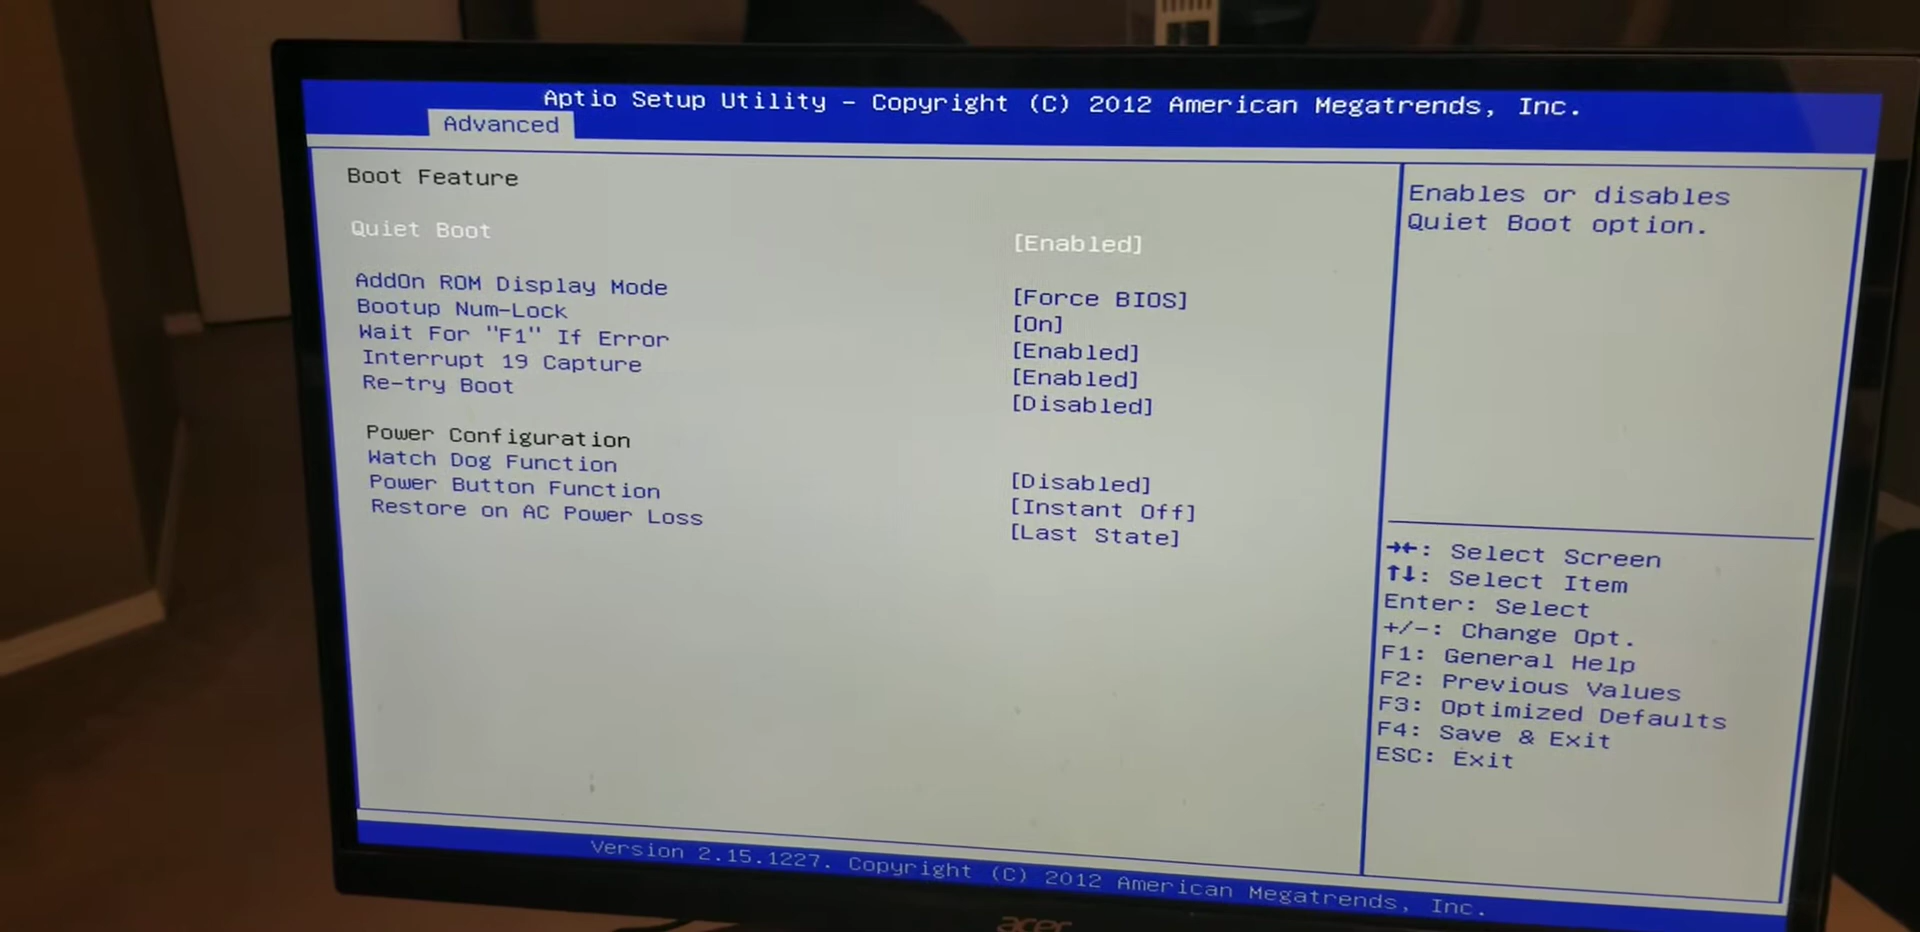 Aptio Setup Utility - Copyright (C) 2012 American Megatrends, Inc.
Advanced
Boot Feature
Quiet Boot [Enabled]
AddOn ROM Display Mode [Force BIOS]
Bootup Num-Lock [On]
Wait For "F1" If Error [Enabled]
Interrupt 19 Capture [Enabled]
Re-try Boot [Disabled]
Power Configuration
Watch Dog Function [Disabled]
Power Button Function [Instant Off]
Restore on AC Power Loss [Last State]
Enables or disables
Quiet Boot option.
→←: Select Screen
↑↓: Select Item
Enter: Select
+/-: Change Opt.
F1: General Help
F2: Previous Values
F3: Optimized Defaults
F4: Save & Exit
ESC: Exit
Version 2.15.1227. Copyright (C) 2012 American Megatrends, Inc.
acer